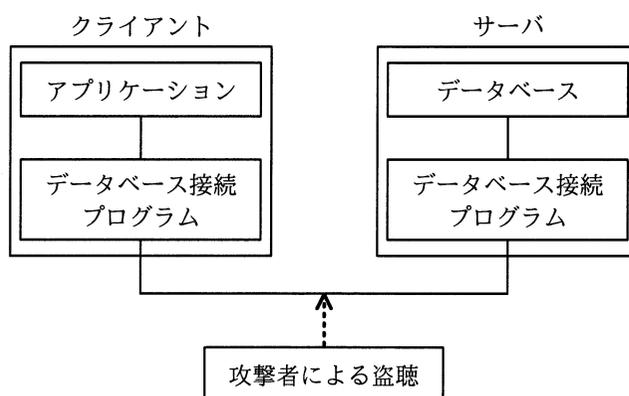 クライアント
サーバ
アプリケーション
データベース
データベース接続
プログラム
データベース接続
プログラム
攻撃者による盗聴